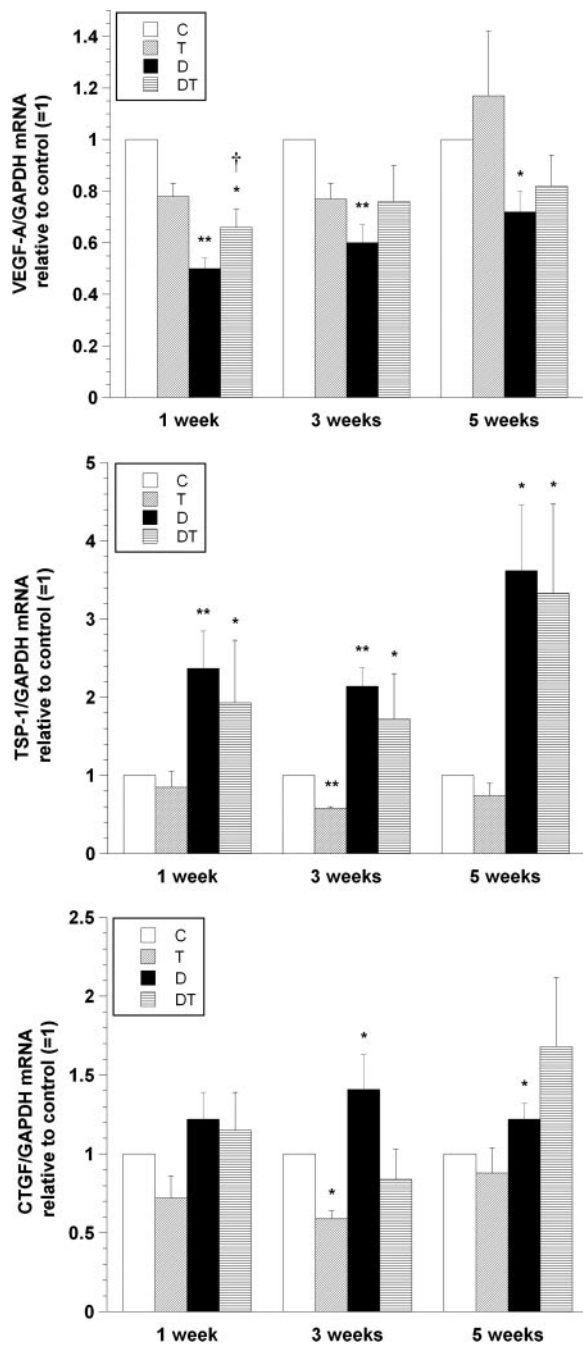 VEGF-A/GAPDH mRNA
relative to control (=1)
1.4
1.2
1
0.8
0.6
0.4
0.2
0
C
T
D
DT
**
†
*
**
*
1 week
3 weeks
5 weeks
TSP-1/GAPDH mRNA
relative to control (=1)
5
4
3
2
1
0
C
T
D
DT
**
*
**
**
*
*
*
1 week
3 weeks
5 weeks
CTGF/GAPDH mRNA
relative to control (=1)
2.5
2
1.5
1
0.5
0
C
T
D
DT
*
*
*
1 week
3 weeks
5 weeks